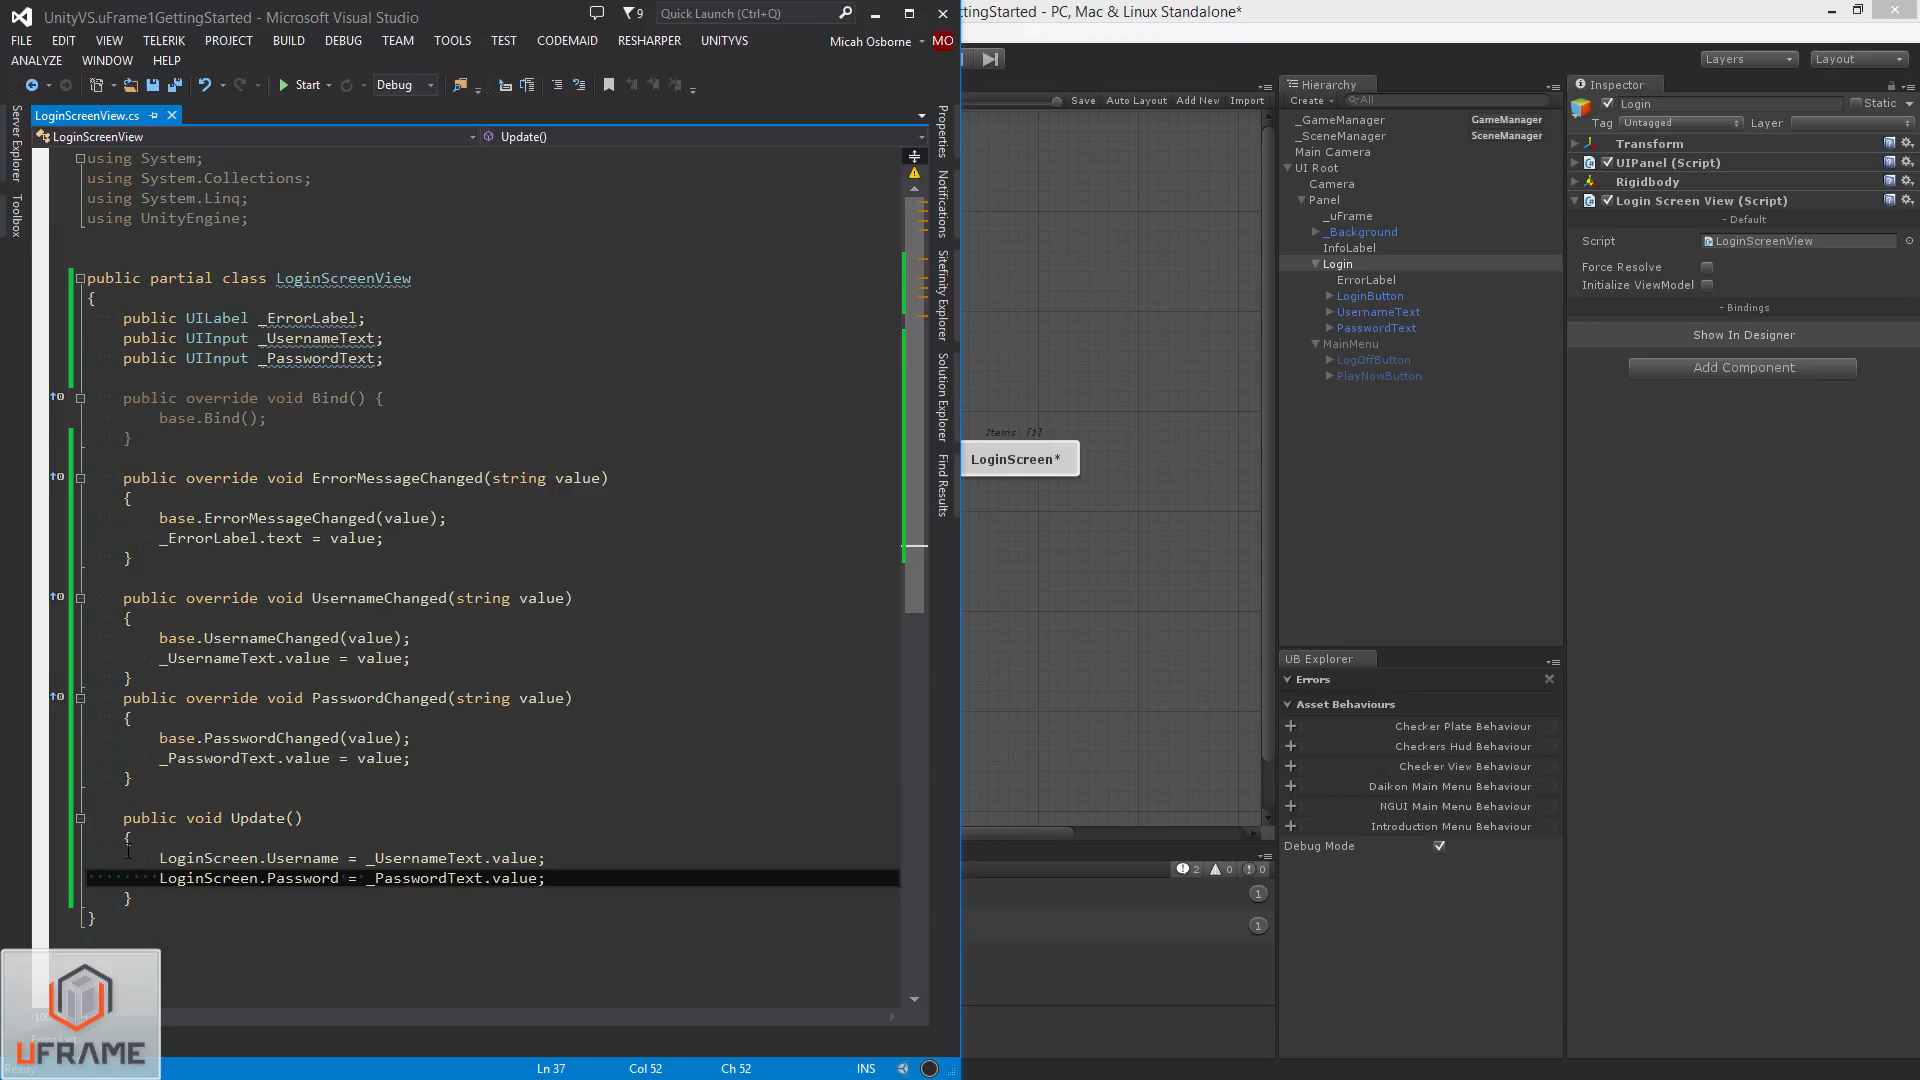 UnityVS.uFrame1GettingStarted - Microsoft Visual Studio
9
Quick Launch (Ctrl+Q)
FILE EDIT VIEW TELERIK PROJECT BUILD DEBUG TEAM TOOLS TEST CODEMAID RESHARPER UNITYVS
Micah Osborne MO
ANALYZE WINDOW HELP
Start Debug
LoginScreenView.cs
LoginScreenView Update()
Server Explorer
Toolbox
using System;
using System.Collections;
using System.Linq;
using UnityEngine;
public partial class LoginScreenView
{
public UILabel _ErrorLabel;
public UIInput _UsernameText;
public UIInput _PasswordText;
public override void Bind() {
base.Bind();
}
public override void ErrorMessageChanged(string value)
{
base.ErrorMessageChanged(value);
_ErrorLabel.text = value;
}
public override void UsernameChanged(string value)
{
base.UsernameChanged(value);
_UsernameText.value = value;
}
public override void PasswordChanged(string value)
{
base.PasswordChanged(value);
_PasswordText.value = value;
}
public void Update()
{
LoginScreen.Username = _UsernameText.value;
LoginScreen.Password = _PasswordText.value;
}
}
Properties
Notifications
Sitefinity Explorer
Solution Explorer
Find Results
UFRAME
Ready
Ln 37 Col 52 Ch 52 INS
ttingStarted - PC, Mac & Linux Standalone*
Layers Layout
Save Auto Layout Add New Import
Items [1]
LoginScreen*
2 0 0
1
1
Hierarchy
Create All
_GameManager GameManager
_SceneManager SceneManager
Main Camera
UI Root
Camera
Panel
_uFrame
_Background
InfoLabel
Login
ErrorLabel
LoginButton
UsernameText
PasswordText
MainMenu
LogOffButton
PlayNowButton
UB Explorer
Errors
Asset Behaviours
Checker Plate Behaviour
Checkers Hud Behaviour
Checker View Behaviour
Daikon Main Menu Behaviour
NGUI Main Menu Behaviour
Introduction Menu Behaviour
Debug Mode
Inspector
Login Static
Tag Untagged Layer
Transform
UIPanel (Script)
Rigidbody
Login Screen View (Script)
- Default
Script LoginScreenView
Force Resolve
Initialize ViewModel
- Bindings
Show In Designer
Add Component